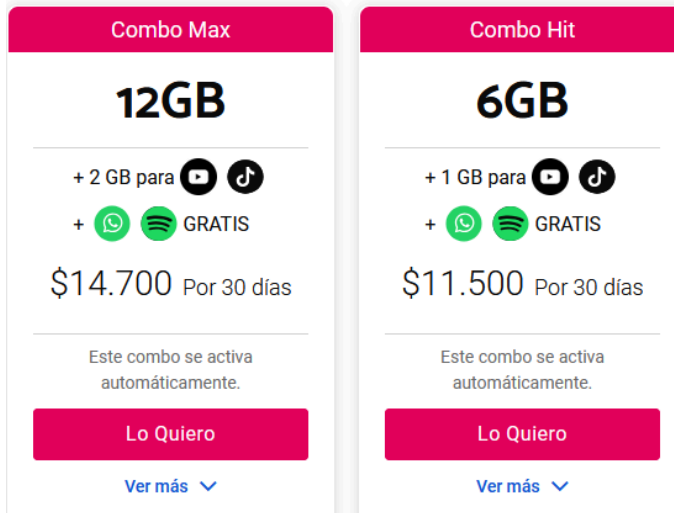 Combo Max
12GB
+ 2 GB para
+ GRATIS
$14.700 Por 30 días
Este combo se activa
automáticamente.
Lo Quiero
Ver más
Combo Hit
6GB
+ 1 GB para
+ GRATIS
$11.500 Por 30 días
Este combo se activa
automáticamente.
Lo Quiero
Ver más